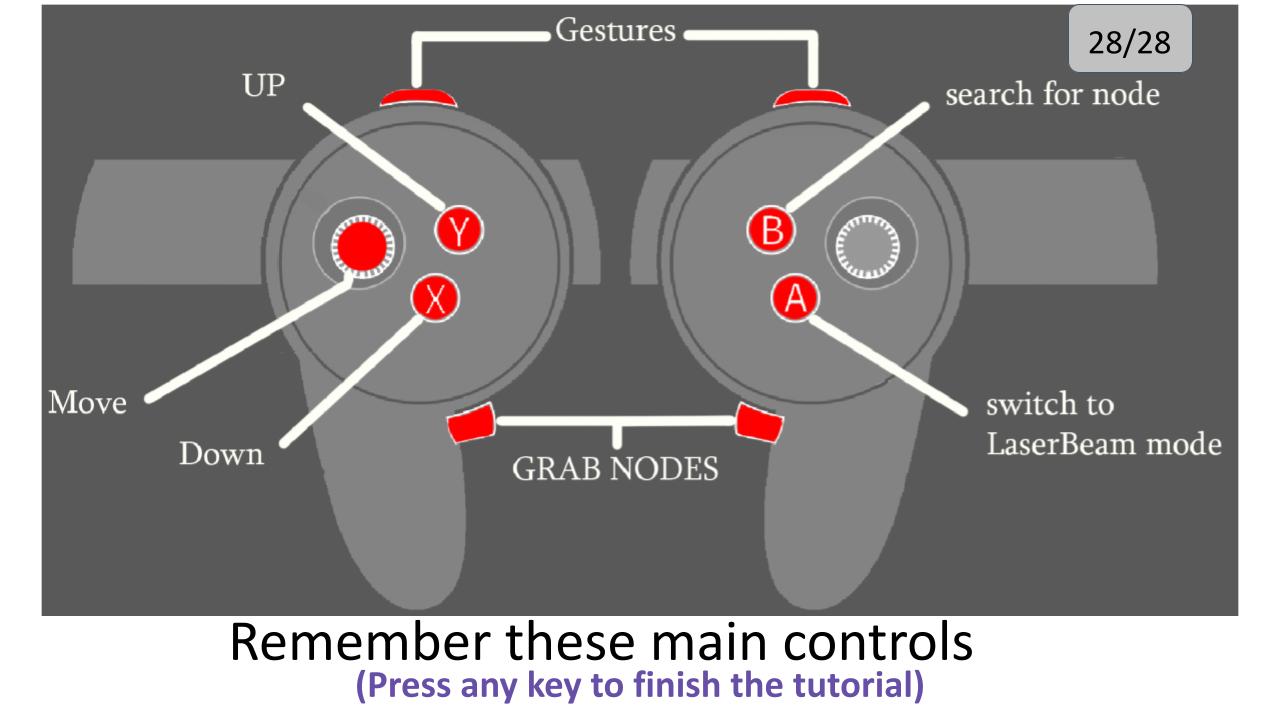 Gestures
28/28
UP
search for node
Y
B
X
A
Move
switch to
LaserBeam mode
Down
GRAB NODES
Remember these main controls
(Press any key to finish the tutorial)